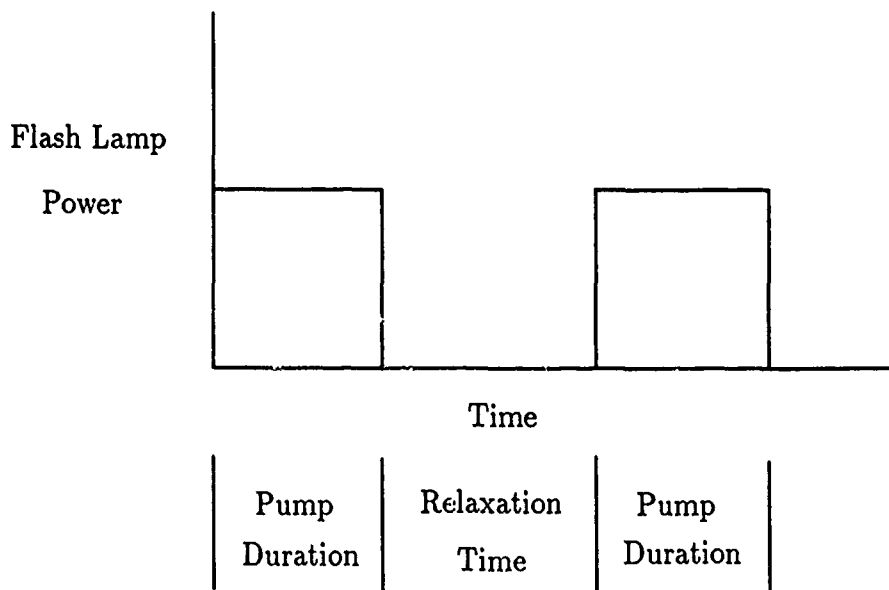 Flash Lamp
Power
Time
Pump
Duration
Relaxation
Time
Pump
Duration